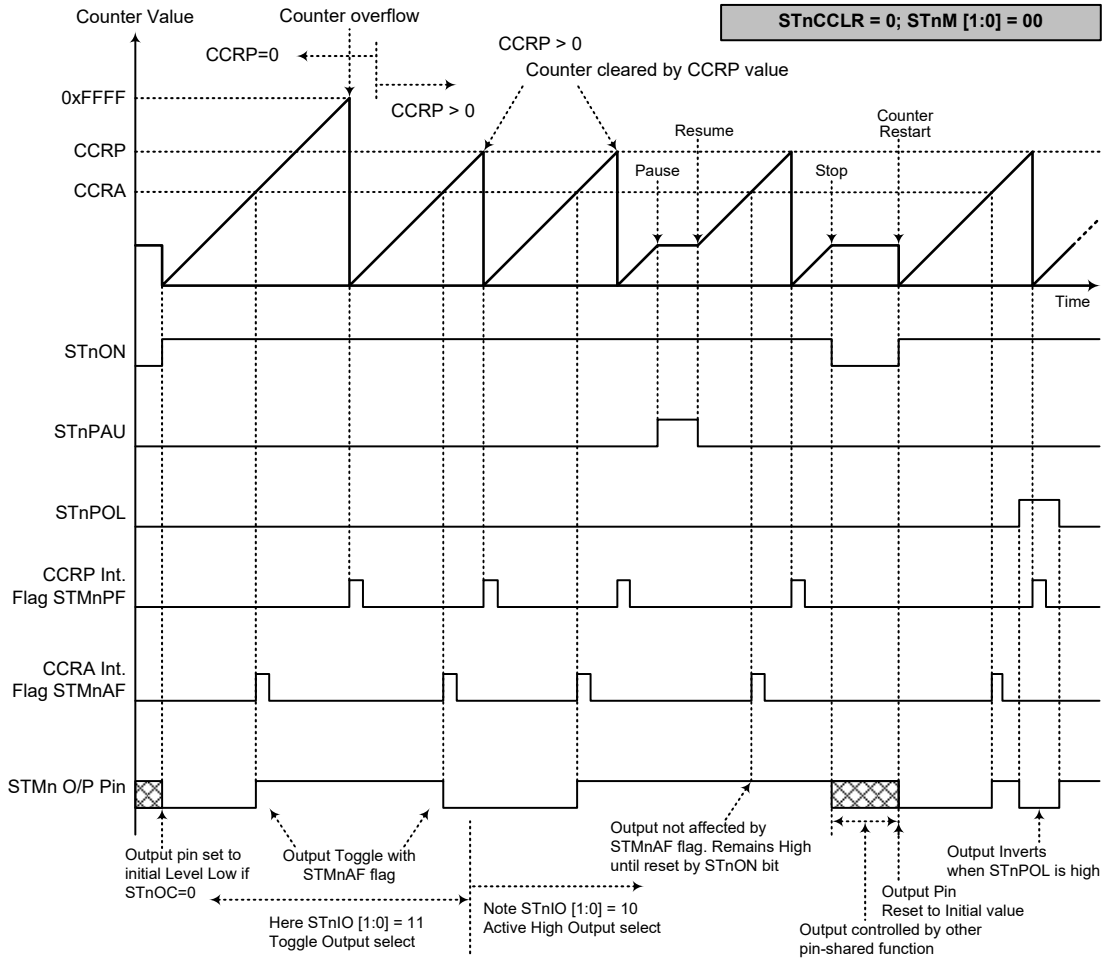 Counter Value
Counter overflow
STnCCLR = 0; STnM [1:0] = 00
CCRP=0
CCRP > 0
CCRP > 0
Counter cleared by CCRP value
0xFFFF
CCRP
CCRA
Pause
Resume
Stop
Counter
Restart
Time
STnON
STnPAU
STnPOL
CCRP Int.
Flag STMnPF
CCRA Int.
Flag STMnAF
STMn O/P Pin
Output pin set to
initial Level Low if
STnOC=0
Output Toggle with
STMnAF flag
Here STnIO [1:0] = 11
Toggle Output select
Note STnIO [1:0] = 10
Active High Output select
Output not affected by
STMnAF flag. Remains High
until reset by STnON bit
Output controlled by other
pin-shared function
Output Pin
Reset to Initial value
Output Inverts
when STnPOL is high